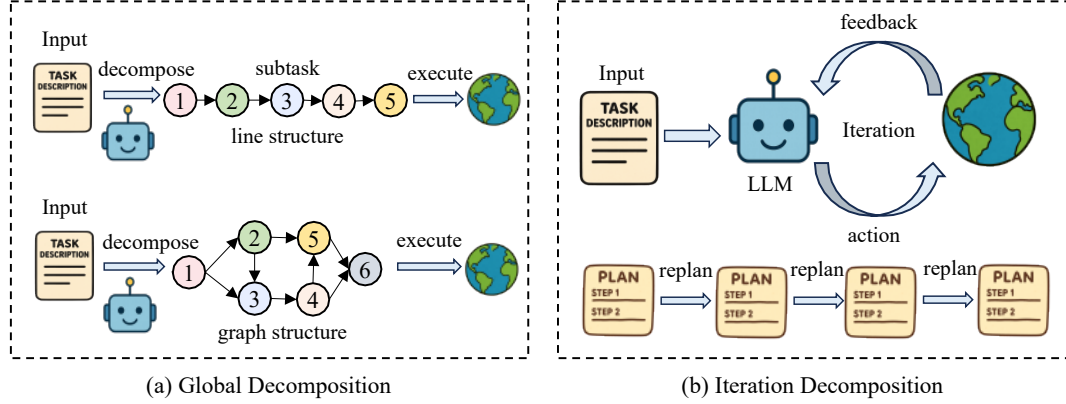 Input
TASK
DESCRIPTION
decompose
subtask
execute
1 2 3 4 5
line structure
Input
TASK
DESCRIPTION
decompose
execute
1 2 3 4 5 6
graph structure
(a) Global Decomposition
feedback
Input
TASK
DESCRIPTION
Iteration
LLM
action
PLAN
STEP 1
STEP 2
replan
PLAN
STEP 1
STEP 2
replan
PLAN
STEP 1
STEP 2
replan
PLAN
STEP 1
STEP 2
(b) Iteration Decomposition